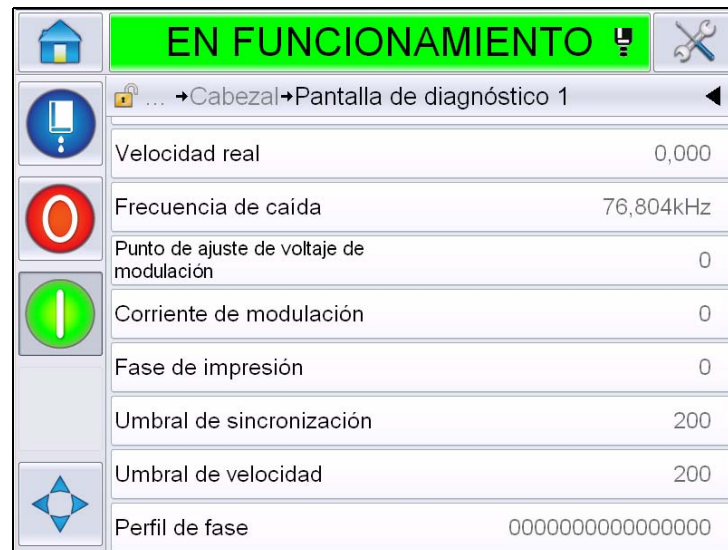 EN FUNCIONAMIENTO
... →Cabezal→Pantalla de diagnóstico 1
Velocidad real 0,000
Frecuencia de caída 76,804kHz
Punto de ajuste de voltaje de
modulación 0
Corriente de modulación 0
Fase de impresión 0
Umbral de sincronización 200
Umbral de velocidad 200
Perfil de fase 0000000000000000